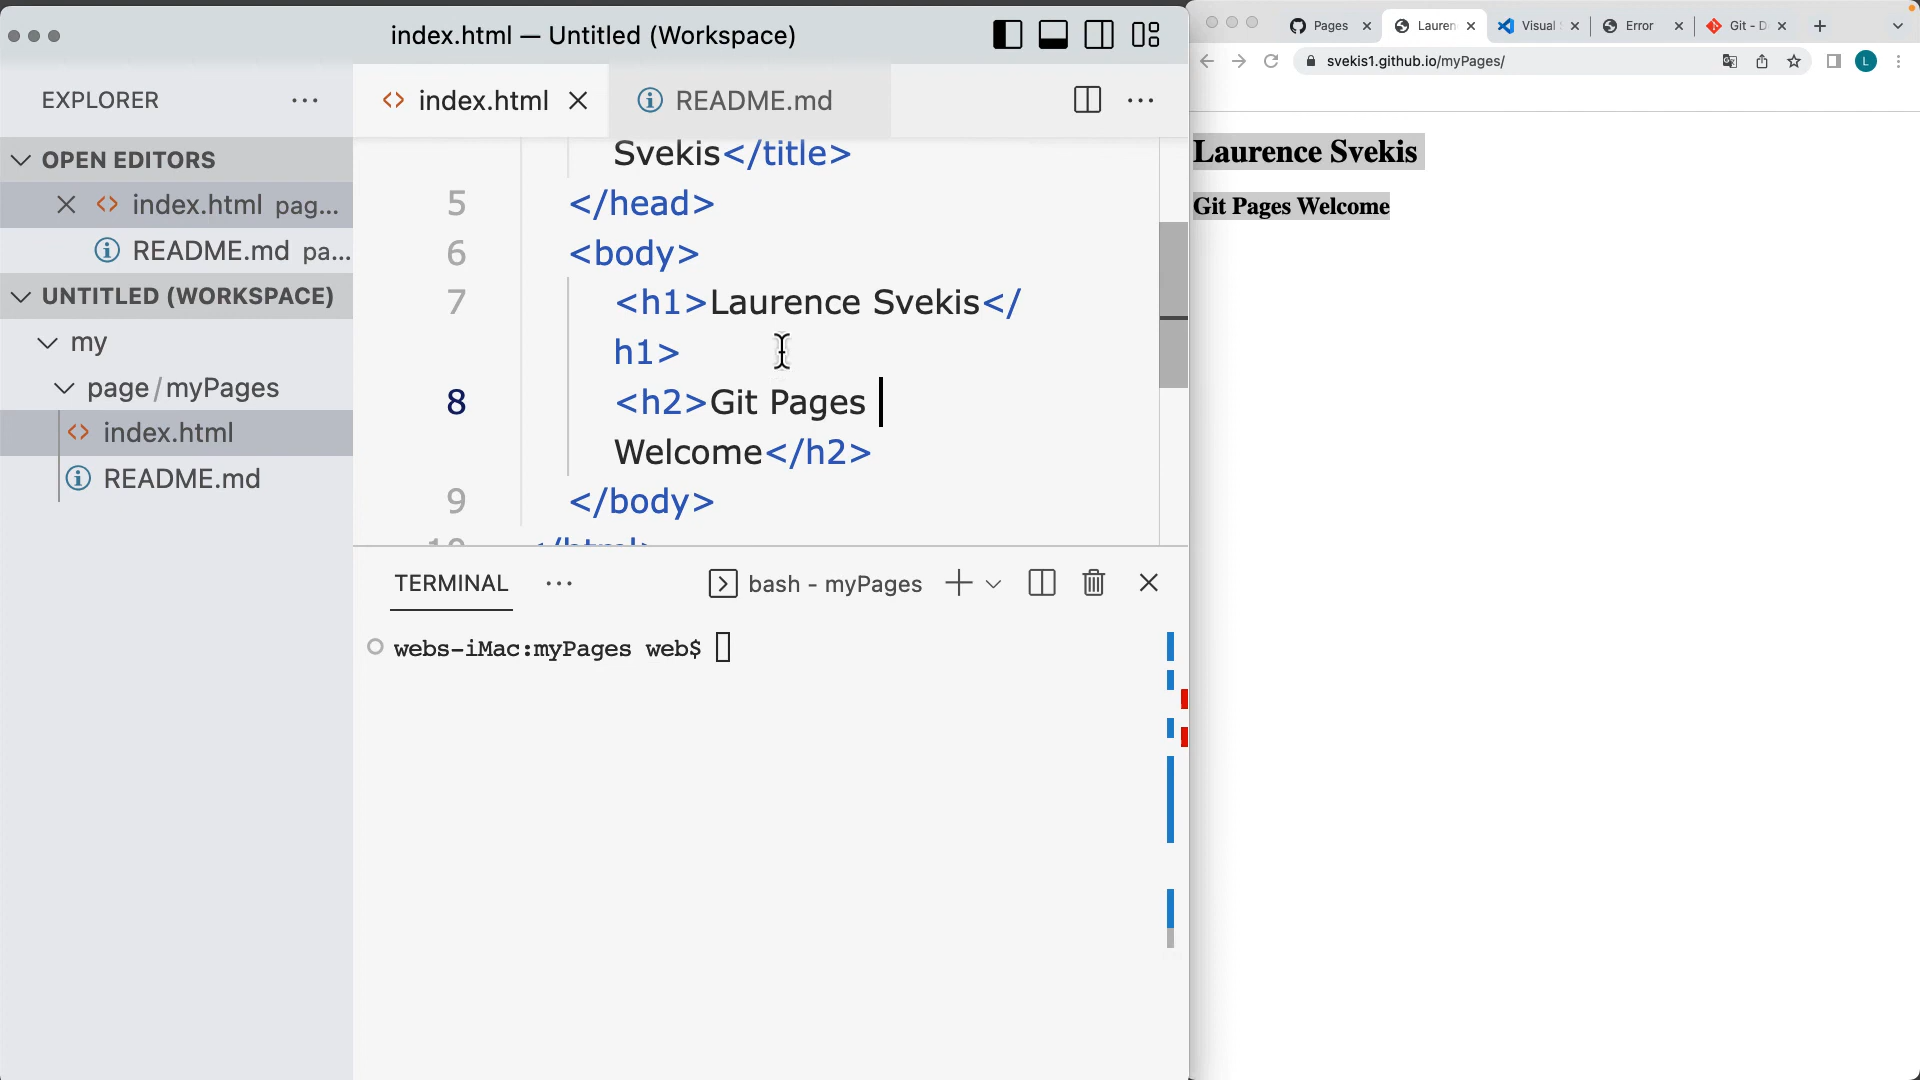 index.html — Untitled (Workspace)
EXPLORER
OPEN EDITORS
index.html pag...
README.md pa...
UNTITLED (WORKSPACE)
my
page/myPages
index.html
README.md
index.html
README.md
Svekis</title>
5 </head>
6 <body>
7 <h1>Laurence Svekis</
h1>
8 <h2>Git Pages
Welcome</h2>
9 </body>
10 </html>
TERMINAL
bash - myPages
webs-iMac:myPages web$
Pages
Lauren
Visual
Error
Git - D
svekis1.github.io/myPages/
L
Laurence Svekis
Git Pages Welcome